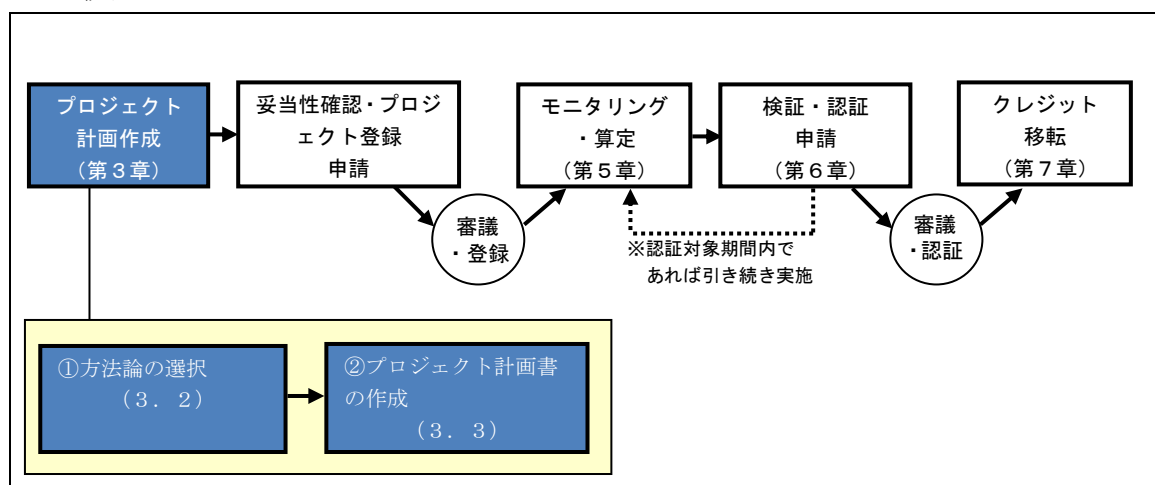 プロジェクト
計画作成
（第３章）
妥当性確認・プロジ
ェクト登録
申請
モニタリング
・算定
（第５章）
検証・認証
申請
（第６章）
クレジット
移転
（第７章）
審議
・登録
※認証対象期間内で
あれば引き続き実施
審議
・認証
①方法論の選択
（３．２）
②プロジェクト計画書
の作成
（３．３）